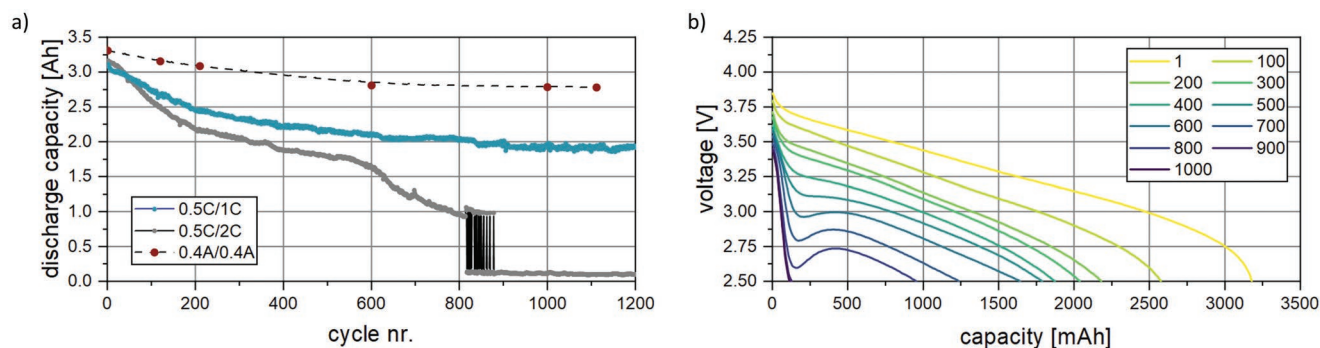 a)
discharge capacity [Ah]
3.5
3.0
2.5
2.0
1.5
1.0
0.5
0.0
0.5C/1C
0.5C/2C
0.4A/0.4A
0 200 400 600 800 1000 1200
cycle nr.
b)
voltage [V]
4.25
4.00
3.75
3.50
3.25
3.00
2.75
2.50
1 100
200 300
400 500
600 700
800 900
1000
0 500 1000 1500 2000 2500 3000 3500
capacity [mAh]